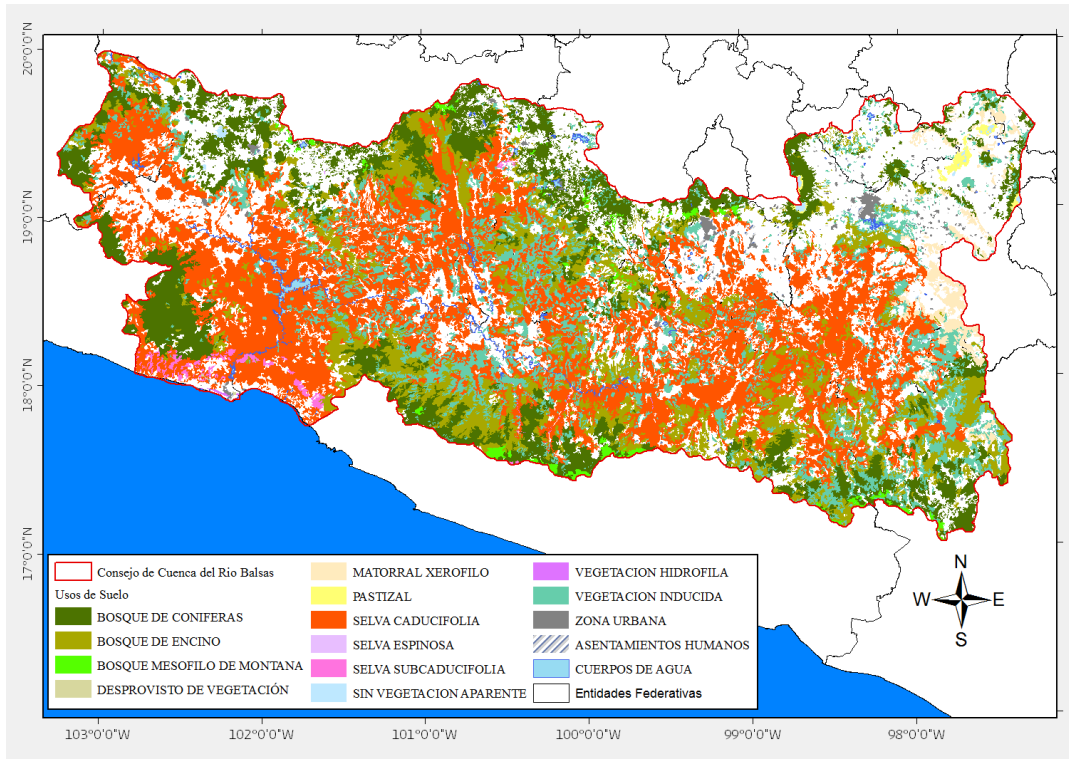 20°0'0"N
19°0'0"N
18°0'0"N
17°0'0"N
Consejo de Cuenca del Rio Balsas
Usos de Suelo
BOSQUE DE CONIFERAS
BOSQUE DE ENCINO
BOSQUE MESOFILO DE MONTANA
DESPROVISTO DE VEGETACIÓN
MATORRAL XEROFILO
PASTIZAL
SELVA CADUCIFOLIA
SELVA ESPINOSA
SELVA SUBCADUCIFOLIA
SIN VEGETACION APARENTE
VEGETACION HIDROFILA
VEGETACION INDUCIDA
ZONA URBANA
ASENTAMIENTOS HUMANOS
CUERPOS DE AGUA
Entidades Federativas
N
W E
S
103°0'0"W 102°0'0"W 101°0'0"W 100°0'0"W 99°0'0"W 98°0'0"W